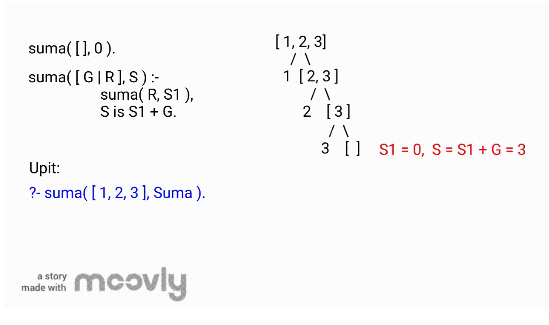 suma( [ ], 0 ).
suma( [ G | R ], S ) :-
suma( R, S1 ),
S is S1 + G.
Upit:
?- suma( [ 1, 2, 3 ], Suma ).
[ 1, 2, 3]
/ \
1 [ 2, 3 ]
/ \
2 [ 3 ]
/ \
3 [ ] S1 = 0, S = S1 + G = 3
a story
made with moovly